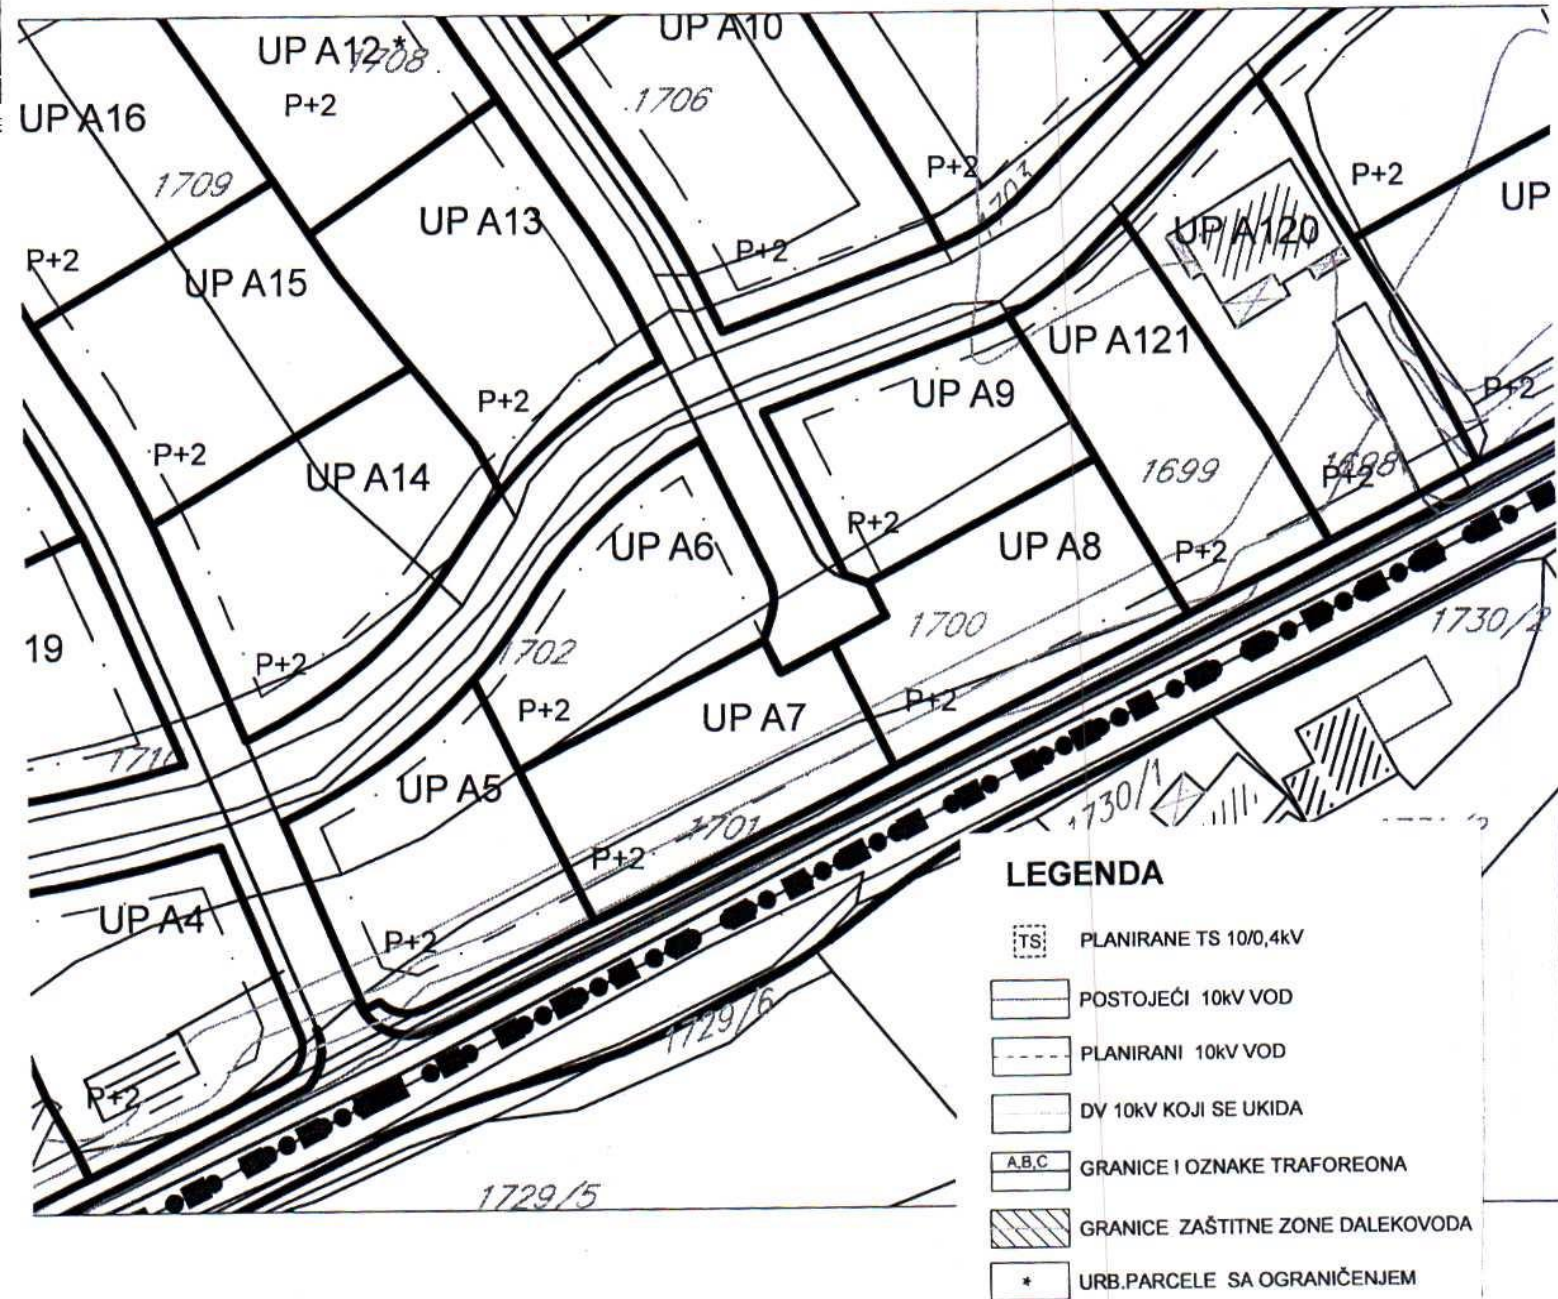 UP A10
UP A12*
1708
P+2
UP A16
1706
1709
P+2
1703
P+2
UP
UP A13
UP A120
P+2
P+2
UP A15
UP A121
UP A9
P+2
P+2
P+2
UP A14
1699
1698
P+2
P+2
UP A6
UP A8
P+2
19
1702
1700
1730/2
P+2
P+2
UP A7
P+2
UP A5
1730/1
1701
P+2
UP A4
P+2
1729/6
P+2
1729/5
LEGENDA
TS PLANIRANE TS 10/0,4kV
POSTOJEĆI 10kV VOD
PLANIRANI 10kV VOD
DV 10kV KOJI SE UKIDA
A,B,C GRANICE I OZNAKE TRAFOREONA
GRANICE ZAŠTITNE ZONE DALEKOVODA
* URB.PARCELE SA OGRANIČENJEM